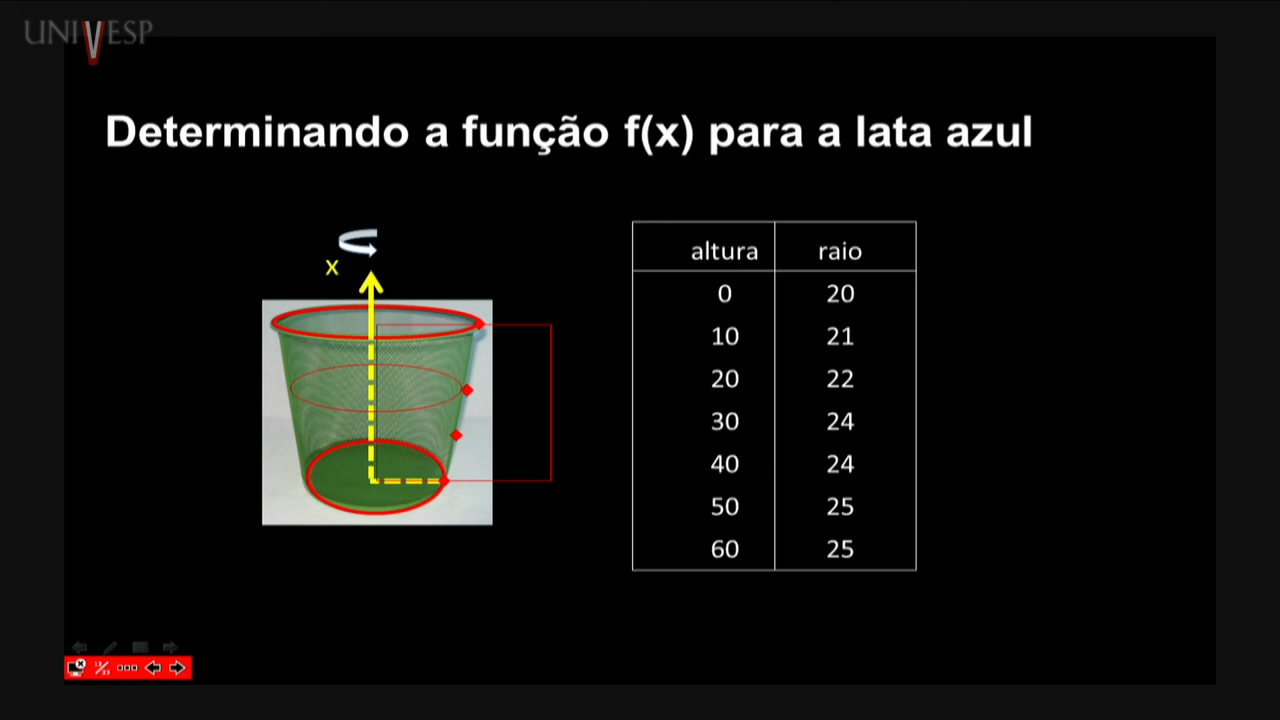 UNIVESP
Determinando a função f(x) para a lata azul
x
altura raio
0 20
10 21
20 22
30 24
40 24
50 25
60 25